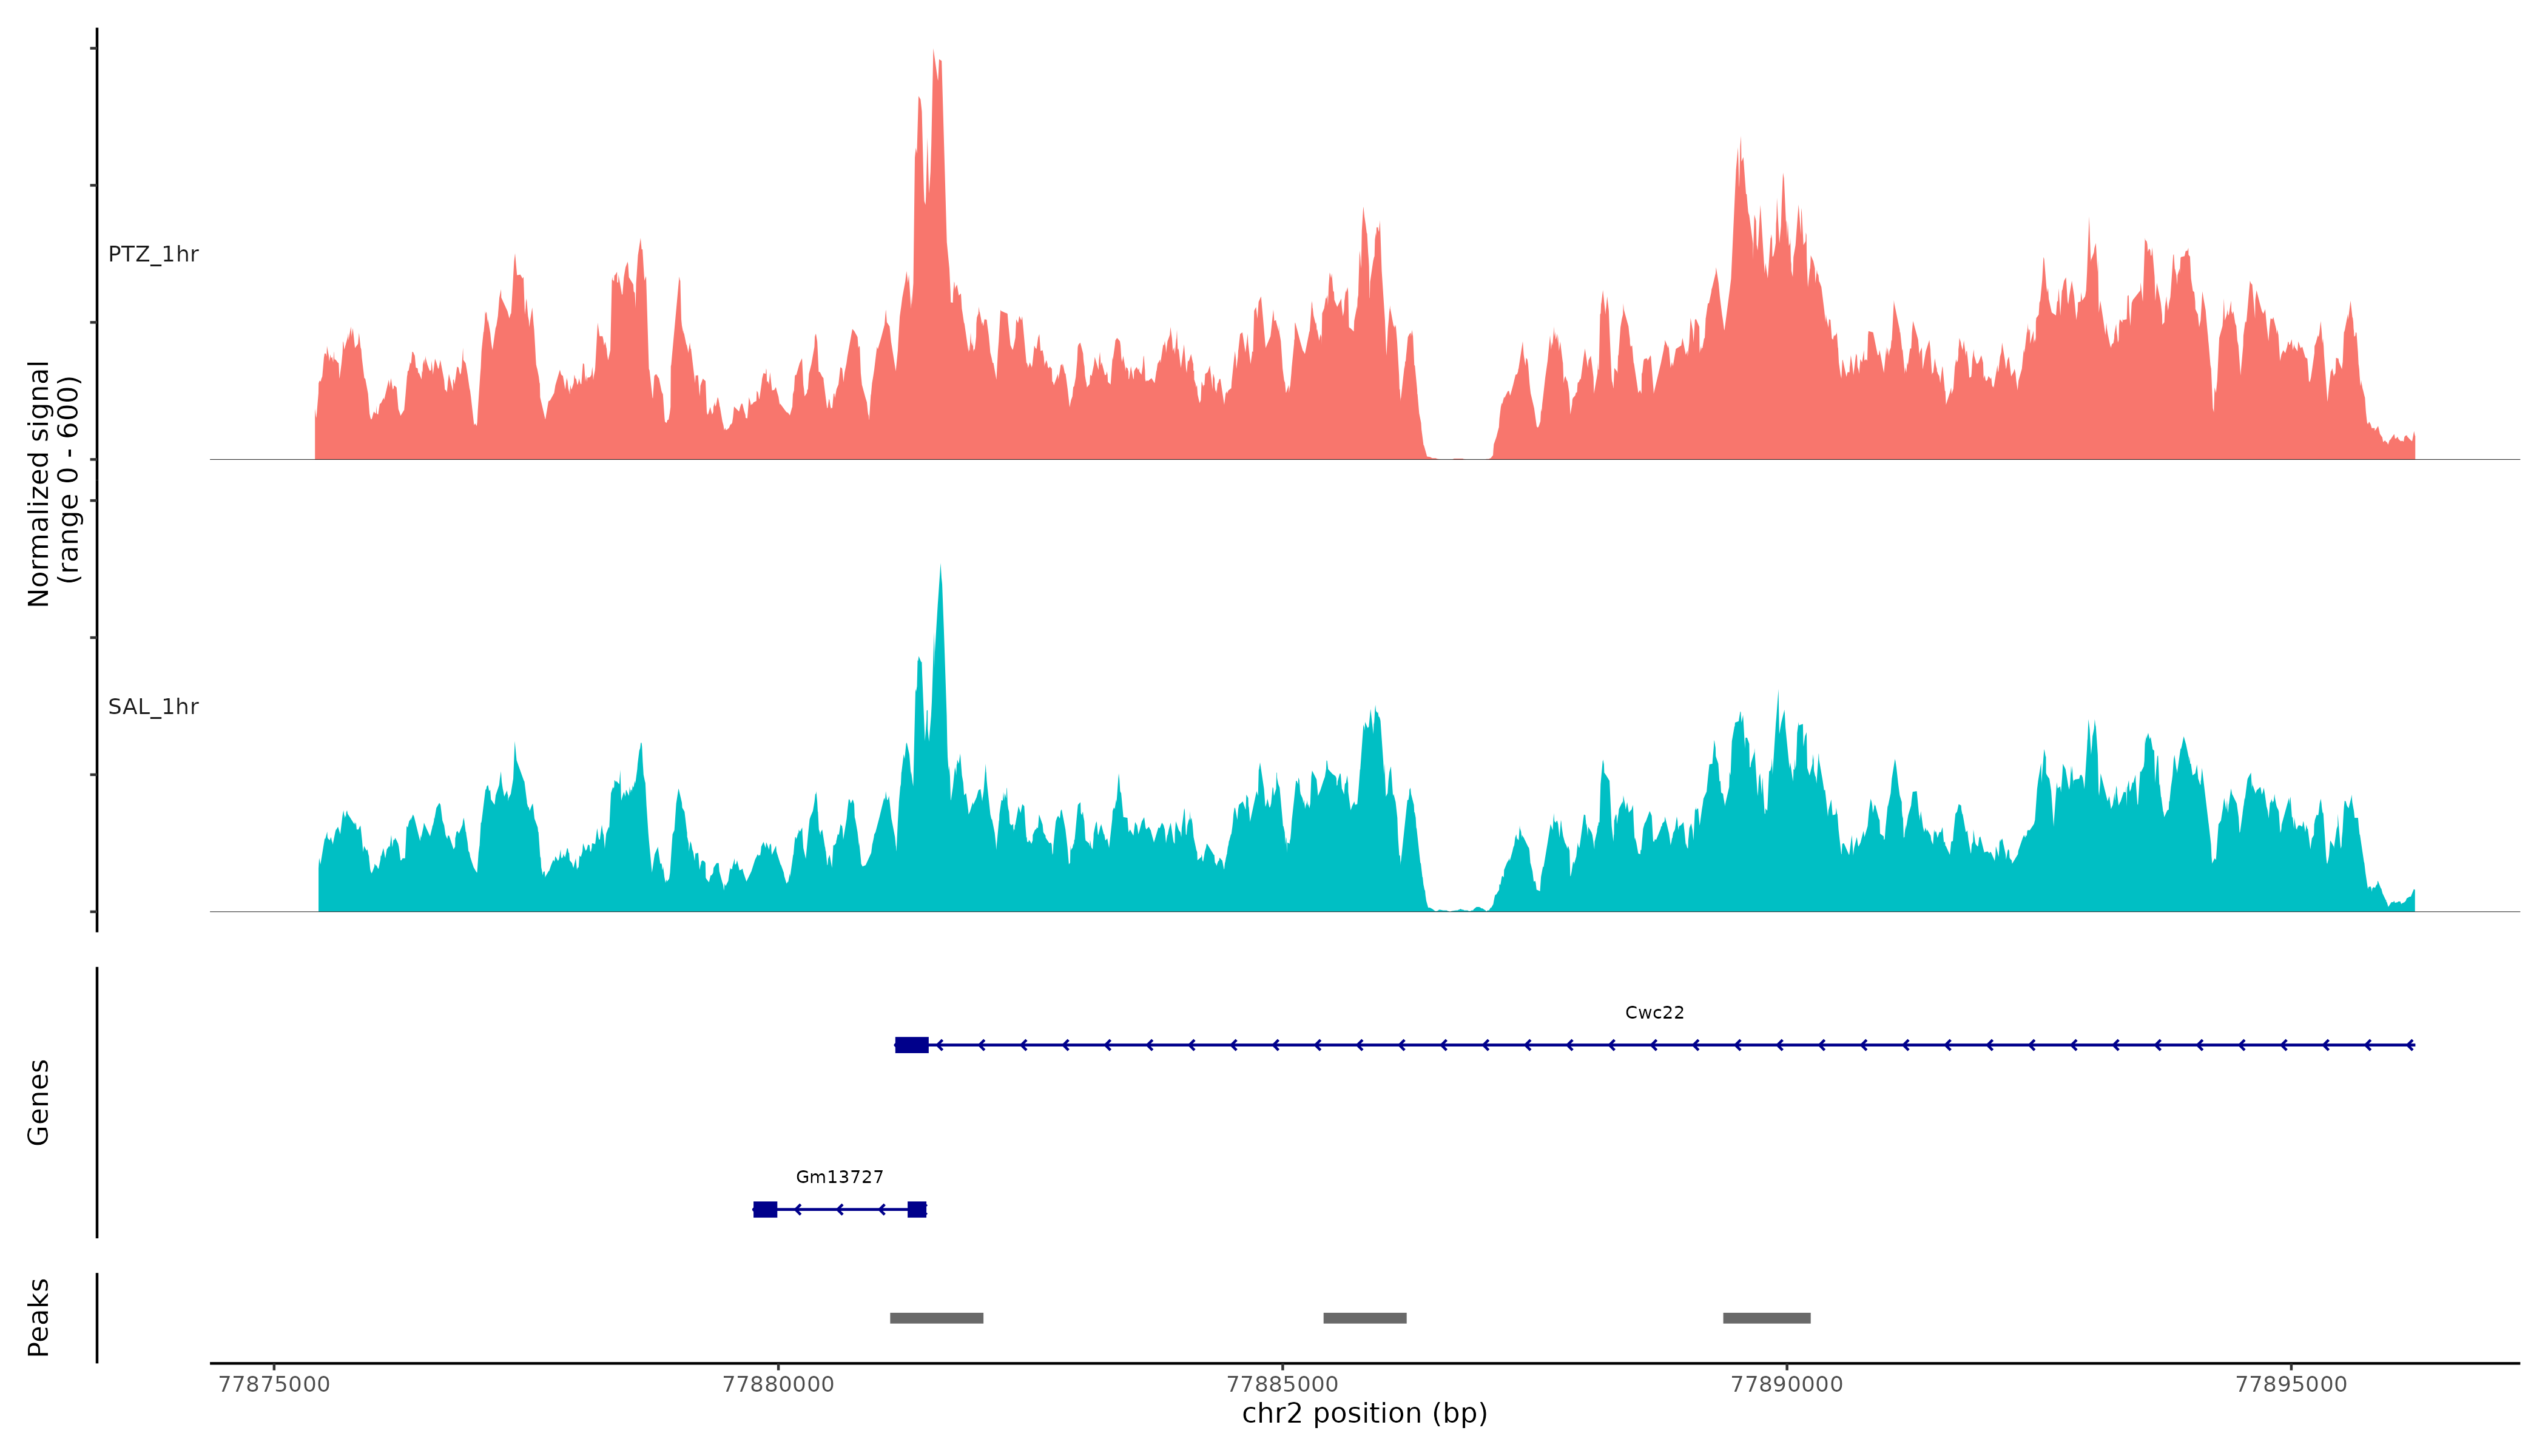 Normalized signal
(range 0 - 600)
PTZ_1hr
SAL_1hr
Genes
Cwc22
Gm13727
Peaks
77875000 77880000 77885000 77890000 77895000
chr2 position (bp)